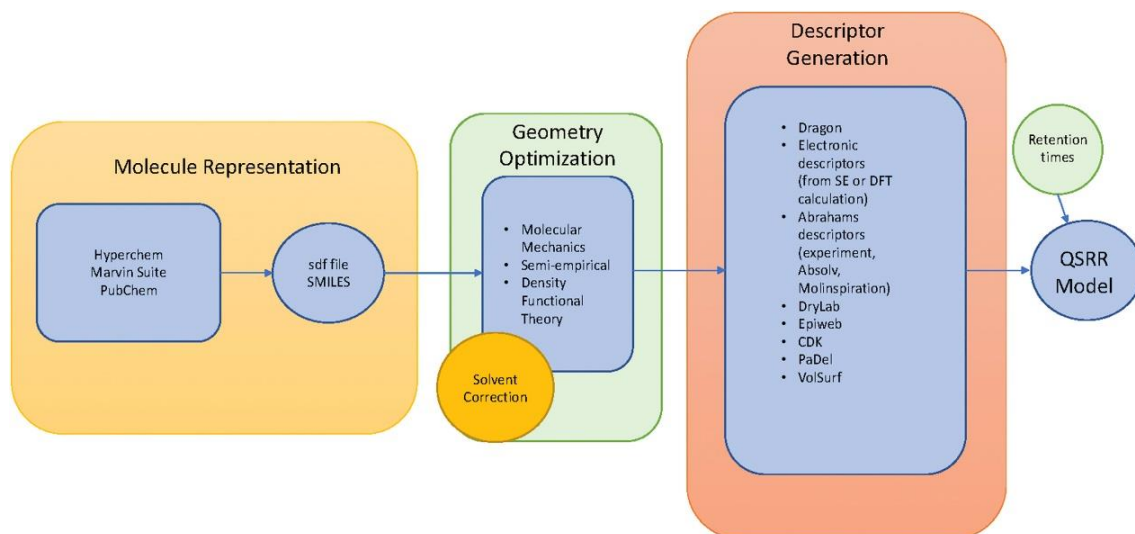 Molecule Representation
Hyperchem
Marvin Suite
PubChem
sdf file
SMILES
Geometry
Optimization
• Molecular
Mechanics
• Semi-empirical
• Density
Functional
Theory
Solvent
Correction
Descriptor
Generation
• Dragon
• Electronic
descriptors
(from SE or DFT
calculation)
• Abrahams
descriptors
(experiment,
Absolv,
Molinspiration)
• DryLab
• Epiweb
• CDK
• PaDel
• VolSurf
Retention
times
QSRR
Model